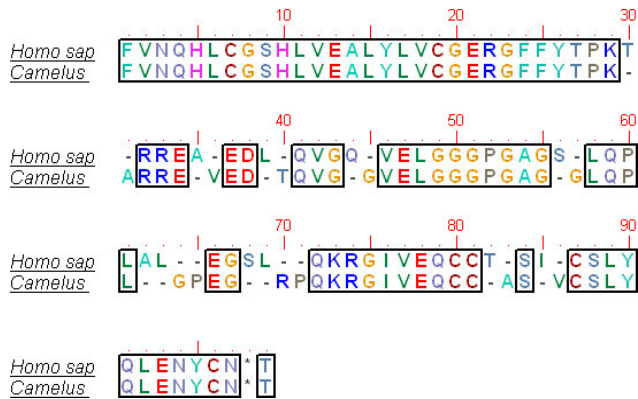 10 20 30
Homo sap FVNQHLCGSHLVEALYLVCGERGFFYTPKT
Camelus FVNQHLCGSHLVEALYLVCGERGFFYTPK-
40 50 60
Homo sap -RREA-EDL-QVGQ-VELGGGPGAGS-LQP
Camelus ARRE-VED-TQVG-GVELGGGPGAG-GLQP
70 80 90
Homo sap LAL--EGSL--QKRGIVEQCCT-SI-CSLY
Camelus L--GPEG--RPQKRGIVEQCC-AS-VCSLY
Homo sap QLENYCN*T
Camelus QLENYCN*T